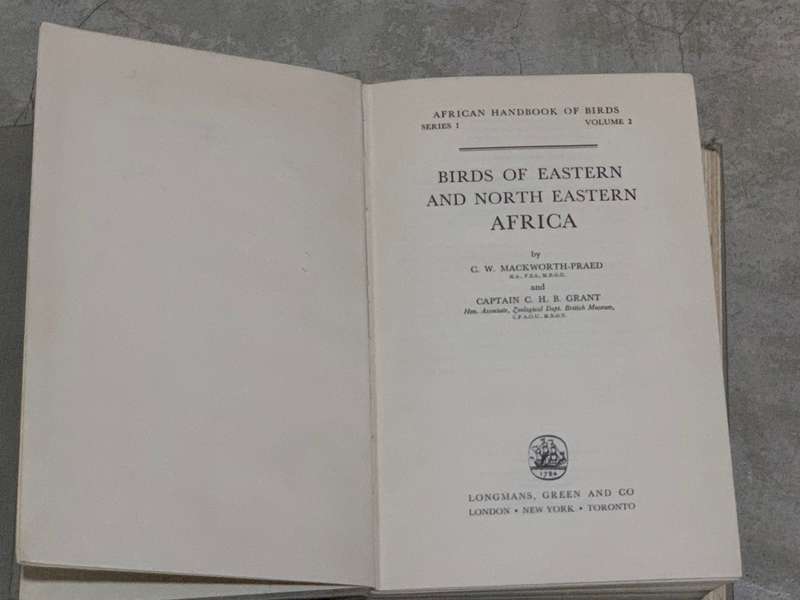 AFRICAN HANDBOOK OF BIRDS
SERIES 1 VOLUME 2
BIRDS OF EASTERN
AND NORTH EASTERN
AFRICA
by
C. W. MACKWORTH-PRAED
M.A., F.Z.S., M.B.O.U.
and
CAPTAIN C. H. B. GRANT
Hon. Associate, Zoological Dept. British Museum,
1724
LONGMANS, GREEN AND CO
LONDON • NEW YORK • TORONTO